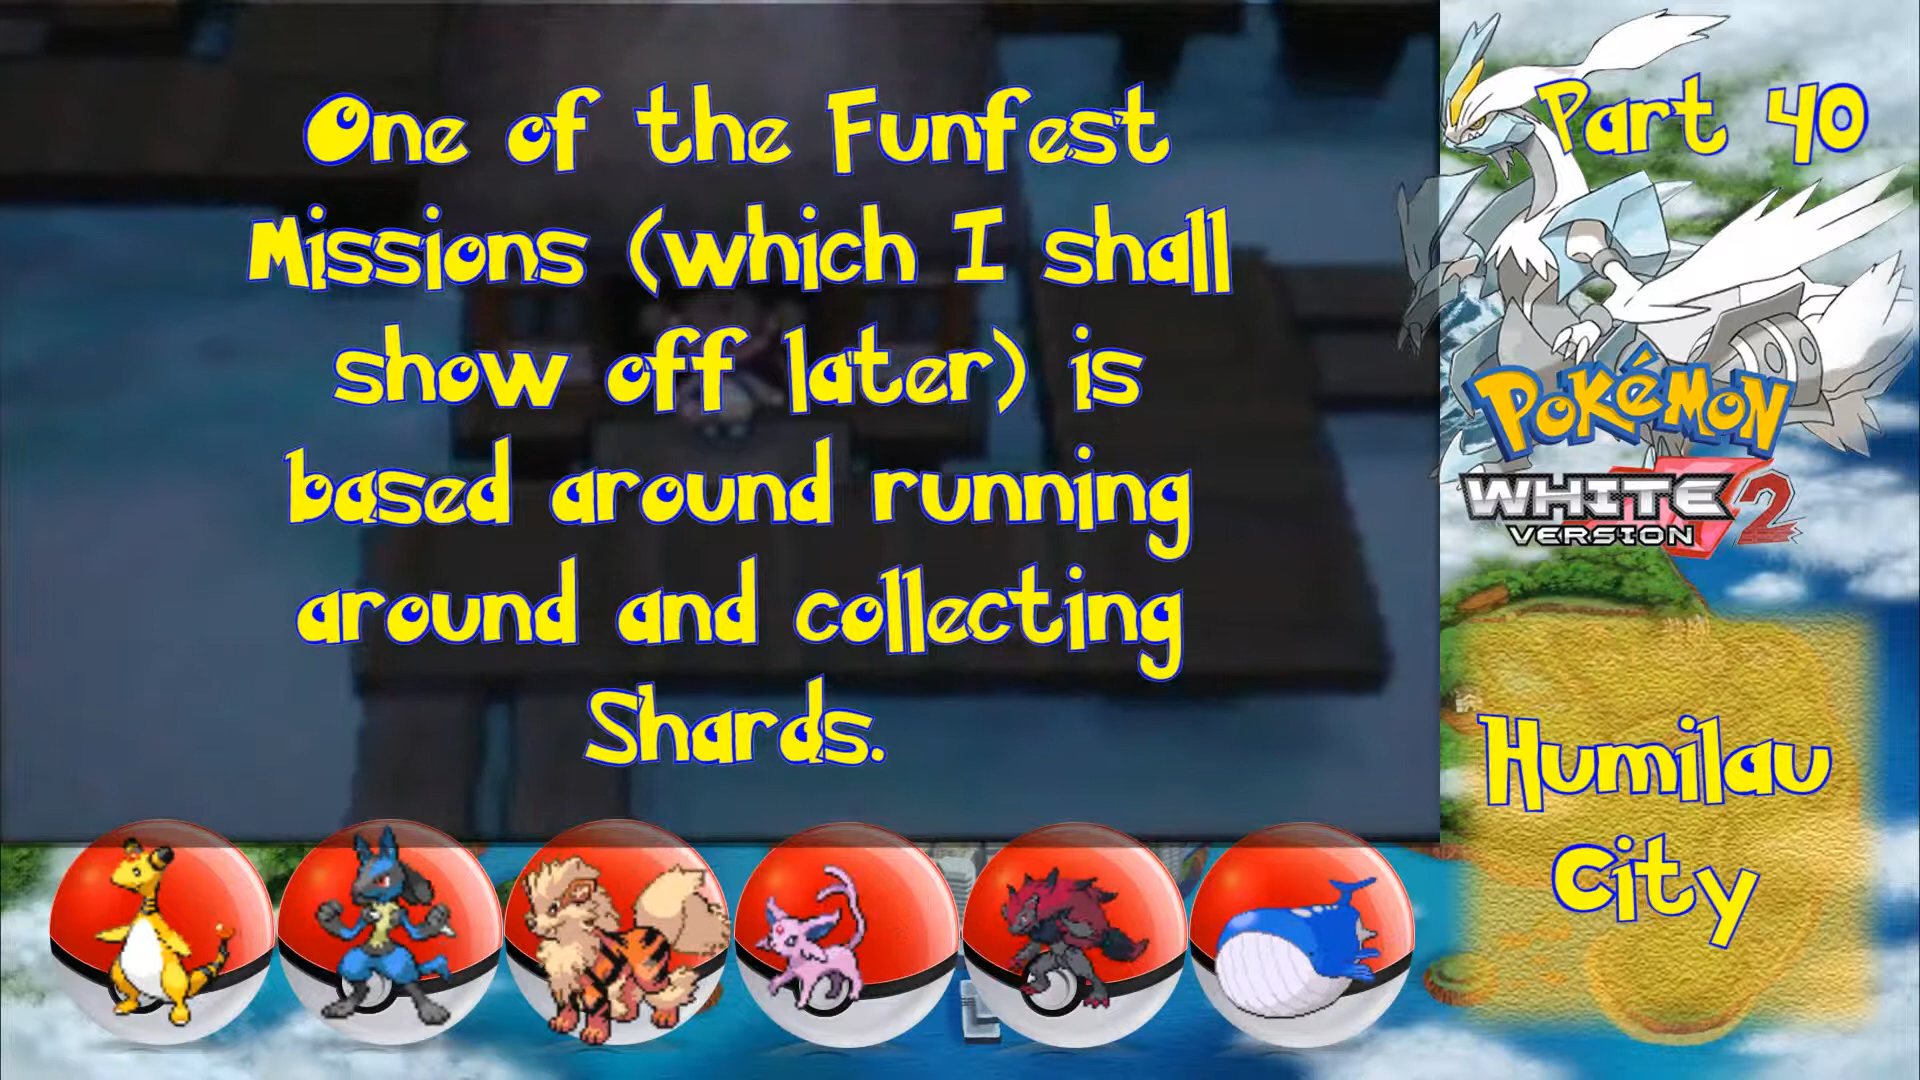 One of the Funfest
Missions (which I shall
show off later) is
based around running
around and collecting
Shards.
Part 40
POKéMON
WHITE 2
VERSION
Humilau
City